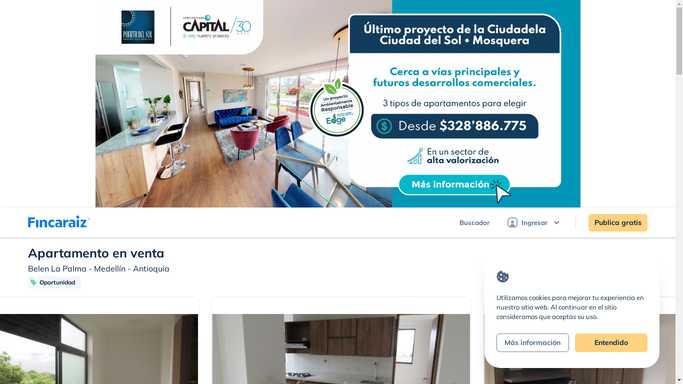 PUERTA DEL SOL
CAPITAL /30
Último proyecto de la Ciudadela
Ciudad del Sol • Mosquera
Cerca a vías principales y
futuros desarrollos comerciales.
3 tipos de apartamentos para elegir
Un proyecto
Ambientalmente
Responsable
Edge
Desde $328'886.775
En un sector de
alta valorización
Más información
Fincaraiz
Buscador
Ingresar
Publica gratis
Apartamento en venta
Belen La Palma - Medellín - Antioquia
Oportunidad
Utilizamos cookies para mejorar tu experiencia en
nuestro sitio web. Al continuar en el sitio
consideramos que aceptas su uso.
Más información
Entendido